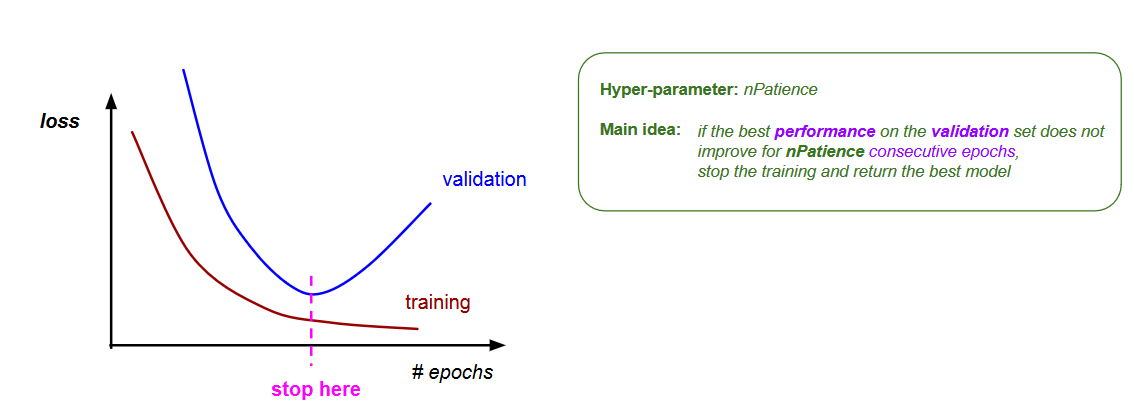 loss
validation
training
# epochs
stop here
Hyper-parameter: nPatience
Main idea: if the best performance on the validation set does not
improve for nPatience consecutive epochs,
stop the training and return the best model